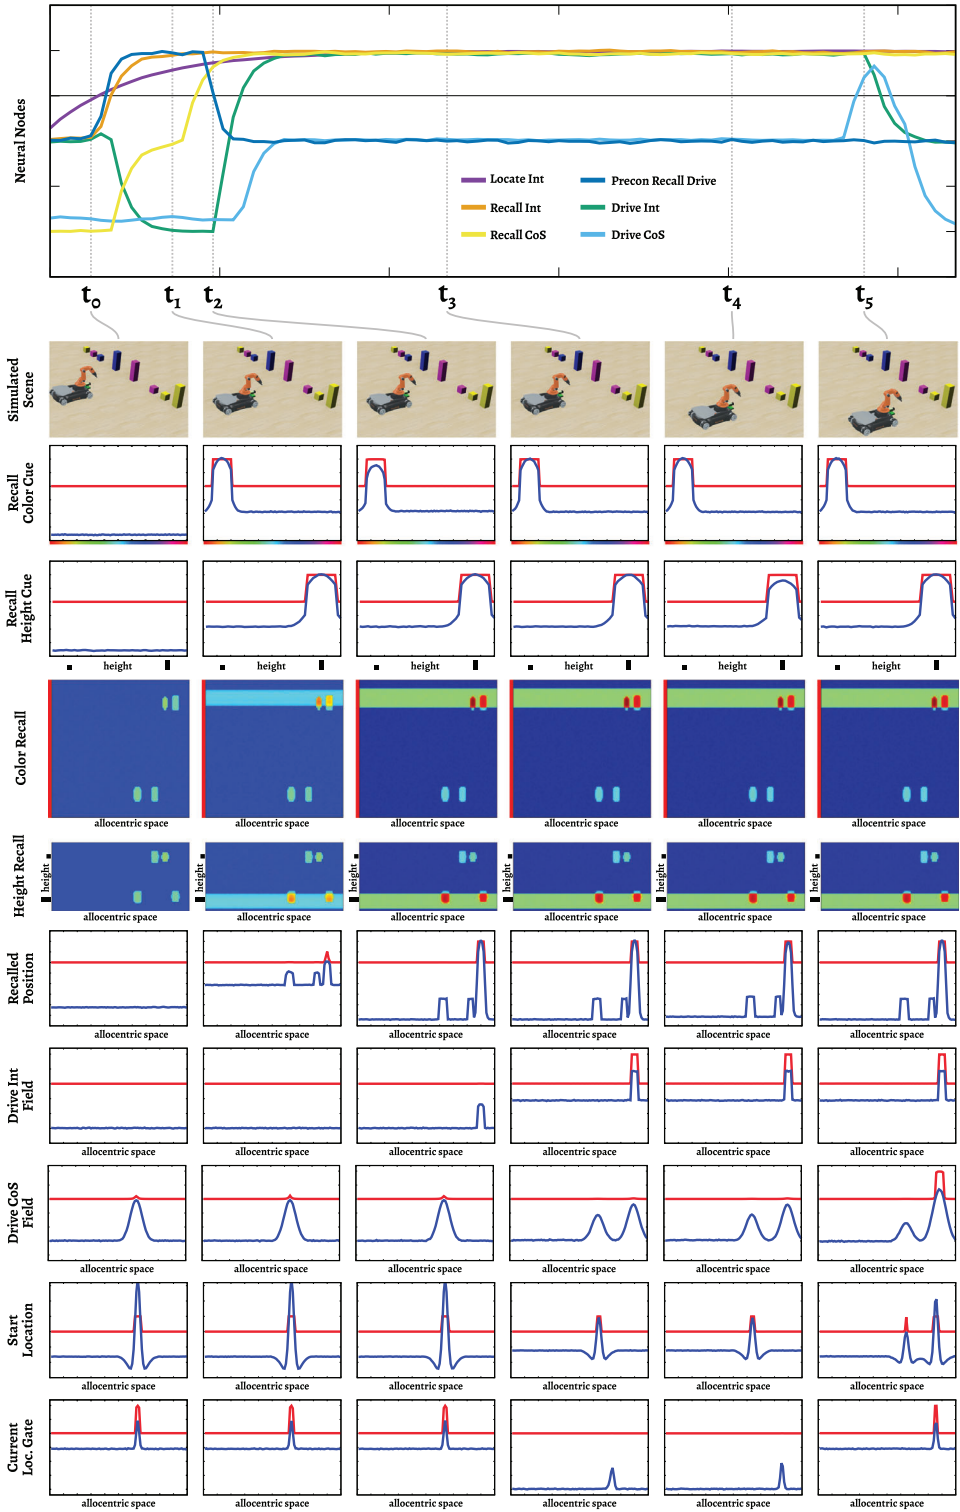 Neural Nodes
Locate Int
Precon Recall Drive
Recall Int
Drive Int
Recall CoS
Drive CoS
t0 t1 t2 t3 t4 t5
Simulated
Scene
Recall
Color Cue
Recall
Height Cue
height height height height height height
Color Recall
allocentric space allocentric space allocentric space allocentric space allocentric space allocentric space
Height Recall
height height height height height height
allocentric space allocentric space allocentric space allocentric space allocentric space allocentric space
Recalled
Position
allocentric space allocentric space allocentric space allocentric space allocentric space allocentric space
Drive Int
Field
allocentric space allocentric space allocentric space allocentric space allocentric space allocentric space
Drive CoS
Field
allocentric space allocentric space allocentric space allocentric space allocentric space allocentric space
Start
Location
allocentric space allocentric space allocentric space allocentric space allocentric space allocentric space
Current
Loc. Gate
allocentric space allocentric space allocentric space allocentric space allocentric space allocentric space